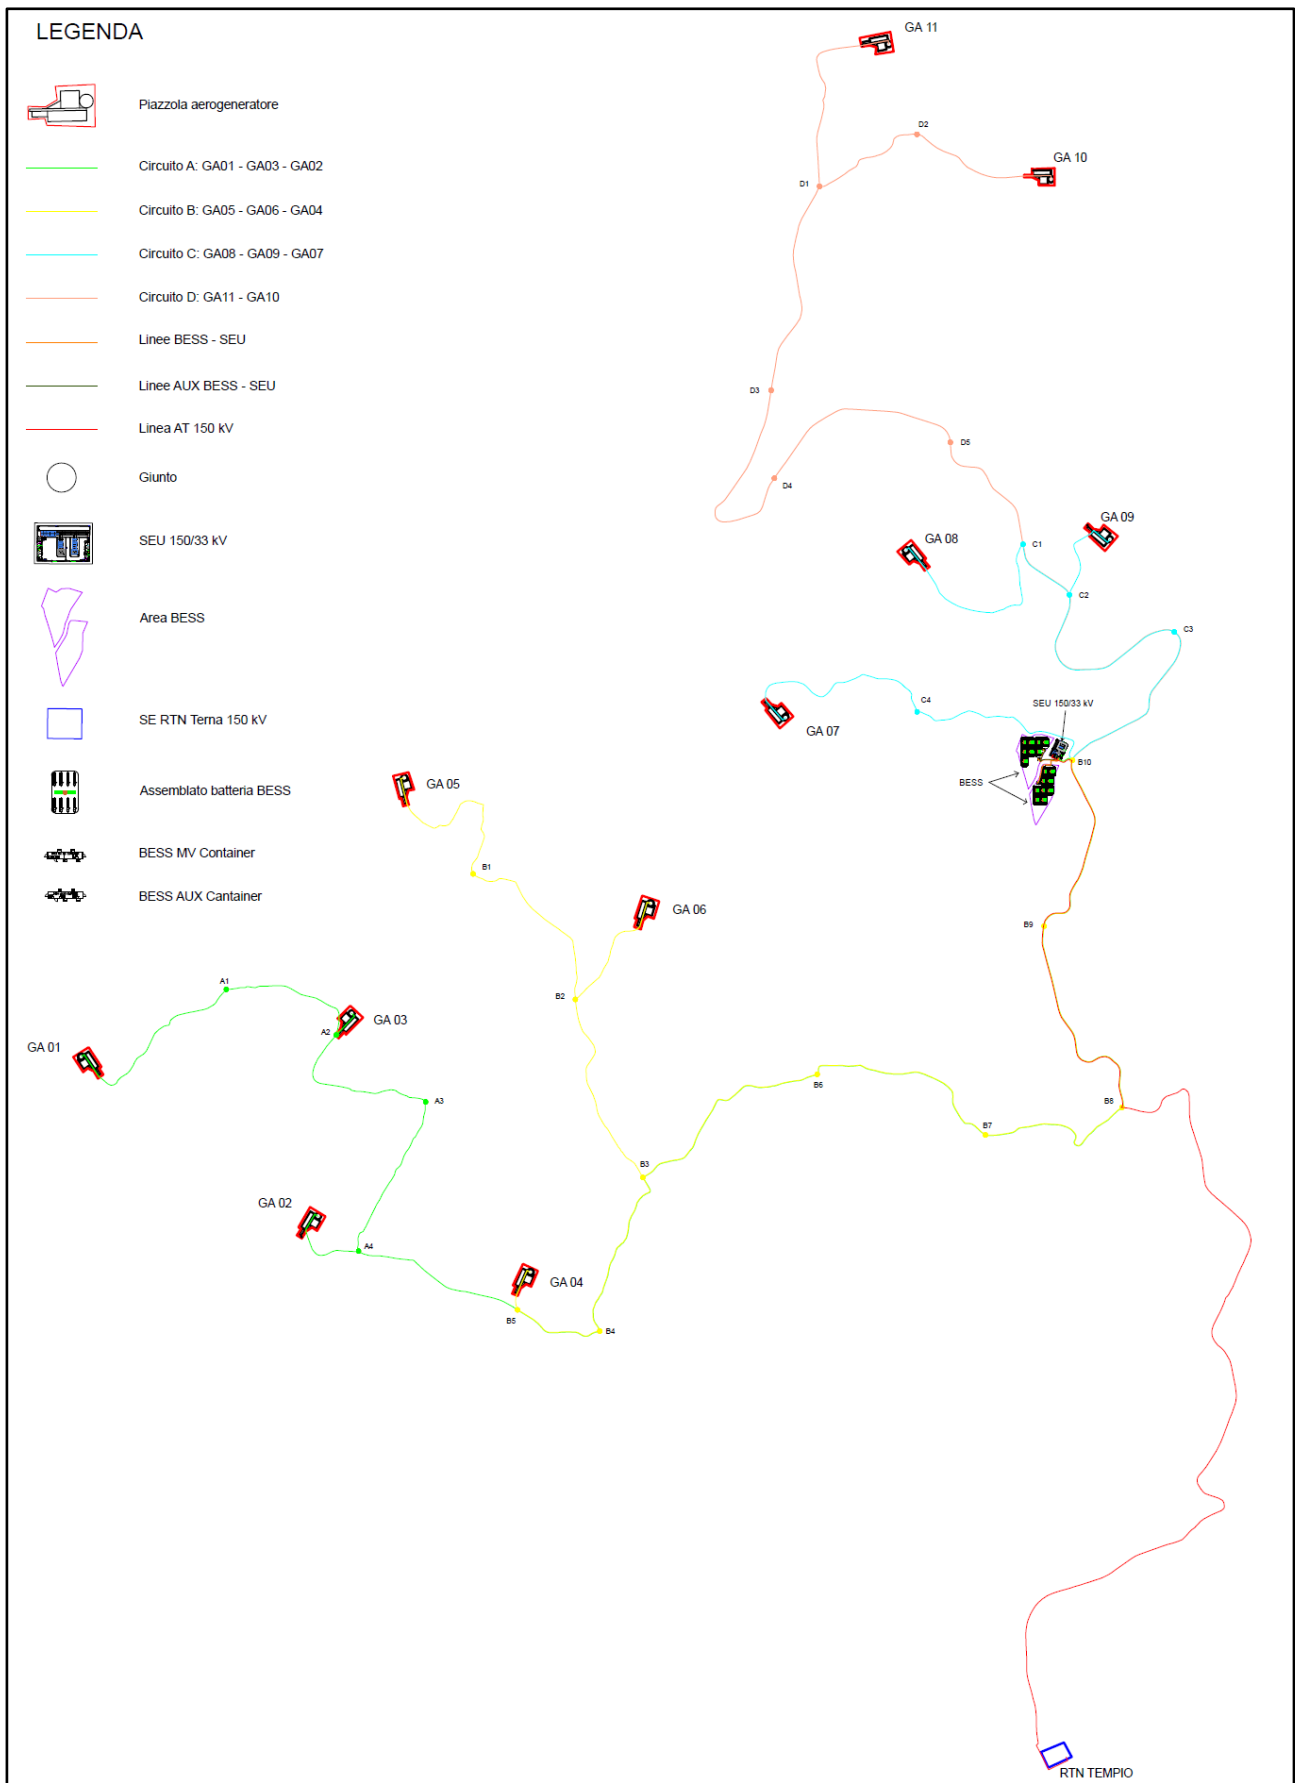 LEGENDA
Piazzola aerogeneratore
Circuito A: GA01 - GA03 - GA02
Circuito B: GA05 - GA06 - GA04
Circuito C: GA08 - GA09 - GA07
Circuito D: GA11 - GA10
Linee BESS - SEU
Linee AUX BESS - SEU
Linea AT 150 kV
Giunto
SEU 150/33 kV
Area BESS
SE RTN Terna 150 kV
Assemblato batteria BESS
BESS MV Container
BESS AUX Cantainer
GA 11
D2
GA 10
D1
D3
D5
D4
GA 09
GA 08
C1
C2
C3
C4
SEU 150/33 kV
GA 07
B10
BESS
GA 05
B1
GA 06
B9
A1
B2
GA 03
A2
GA 01
B6
A3
B8
B7
B3
GA 02
A4
GA 04
B5
B4
RTN TEMPIO